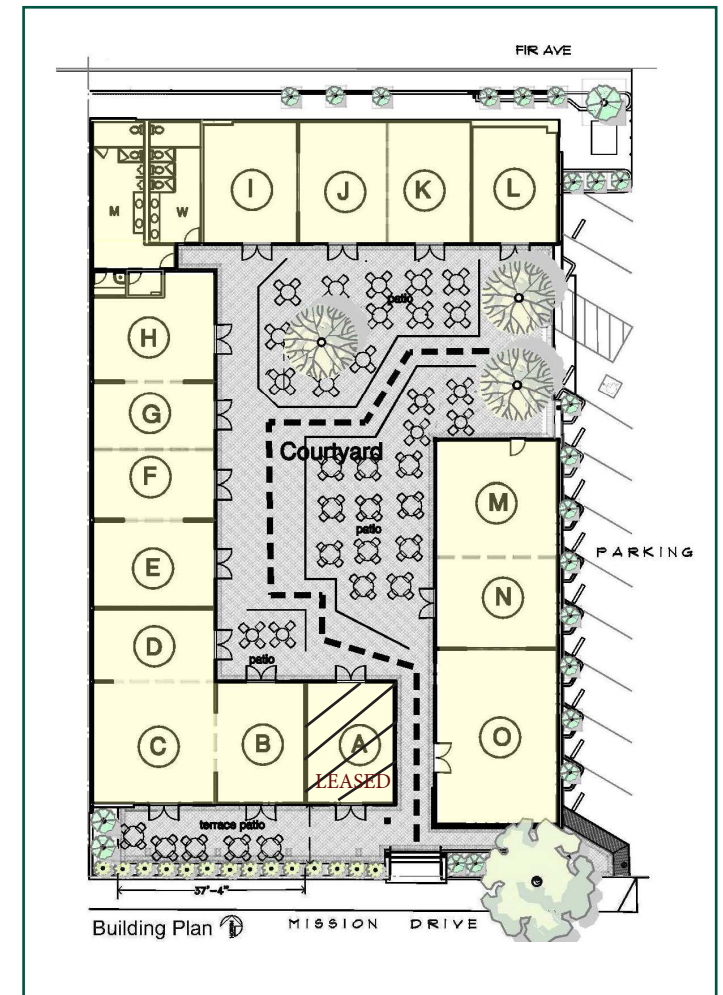 FIR AVE
I
J
K
L
M
W
patio
H
G
Courtyard
F
M
patio
PARKING
E
N
D
patio
C
B
A
O
LEASED
terrace patio
37'-4"
Building Plan
MISSION DRIVE